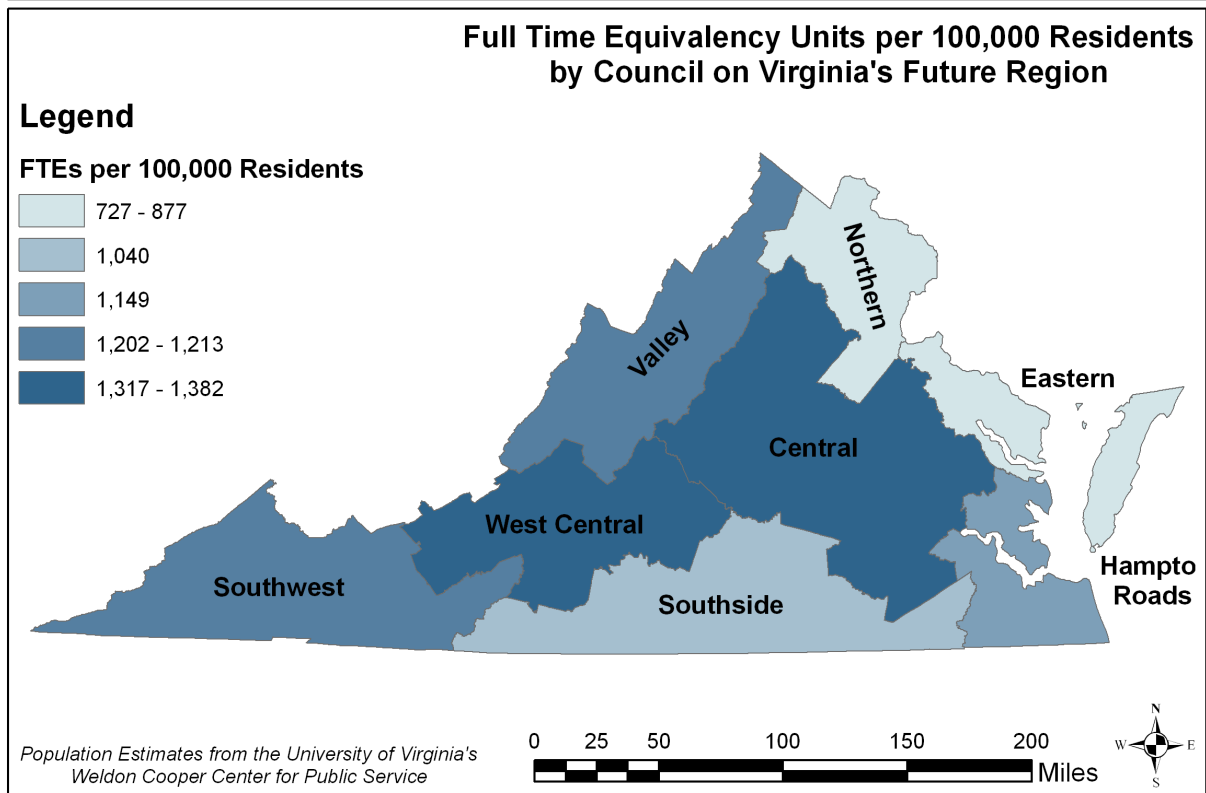 Full Time Equivalency Units per 100,000 Residents
by Council on Virginia's Future Region
Legend
FTEs per 100,000 Residents
727 - 877
1,040
1,149
1,202 - 1,213
1,317 - 1,382
Northern
Valley
Eastern
Central
West Central
Southwest
Southside
Hampto
Roads
Population Estimates from the University of Virginia's
Weldon Cooper Center for Public Service
0 25 50 100 150 200
Miles
N
W E
S